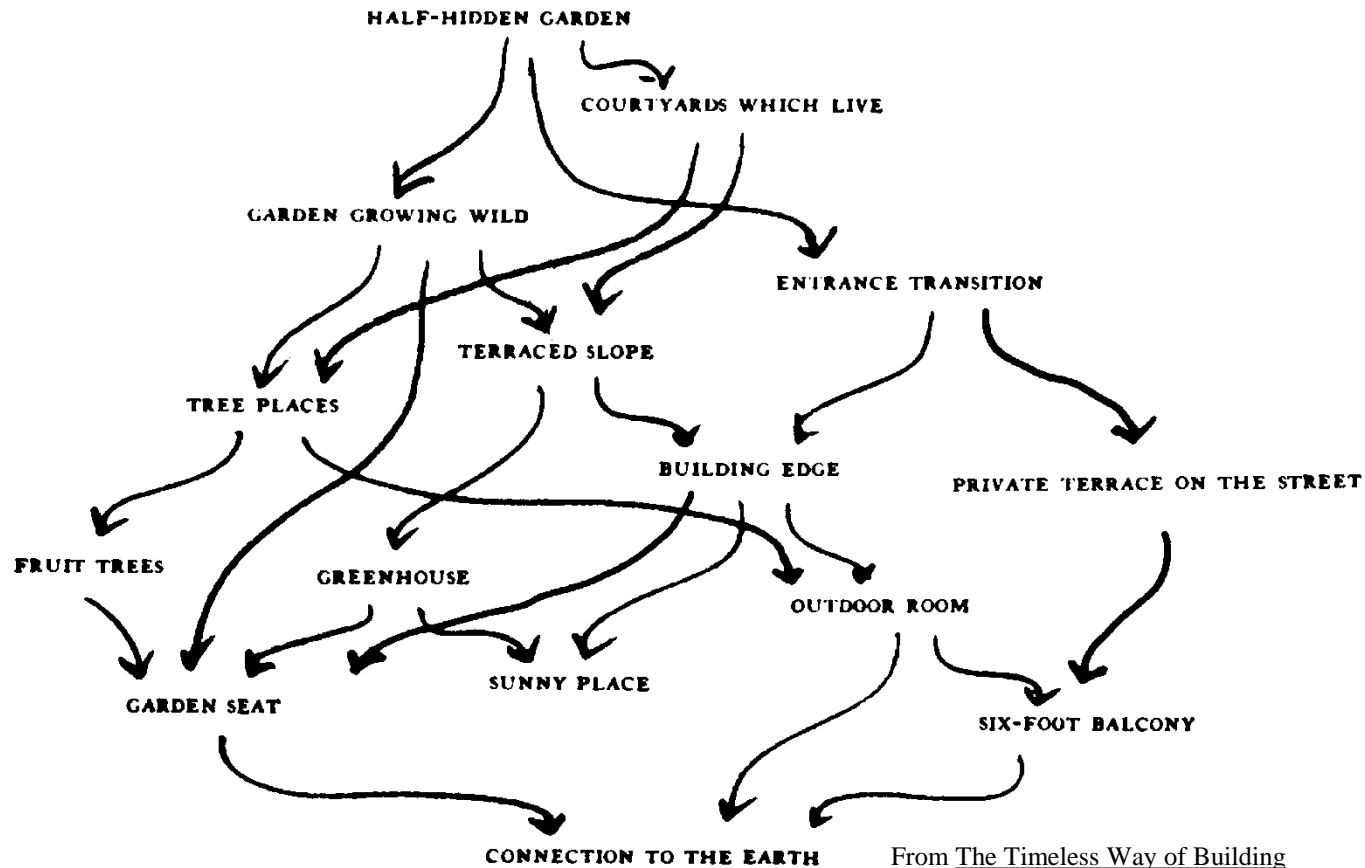 HALF-HIDDEN GARDEN
COURTYARDS WHICH LIVE
GARDEN GROWING WILD
ENTRANCE TRANSITION
TERRACED SLOPE
TREE PLACES
BUILDING EDGE
PRIVATE TERRACE ON THE STREET
FRUIT TREES
GREENHOUSE
OUTDOOR ROOM
SUNNY PLACE
GARDEN SEAT
SIX-FOOT BALCONY
CONNECTION TO THE EARTH
From The Timeless Way of Building